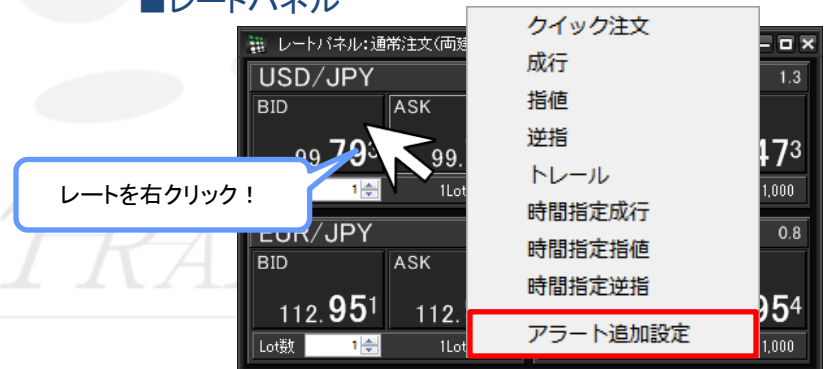 ■レートパネル
レートパネル:通常注文(両建
USD/JPY
1.3
BID
ASK
99.793
99.
473
1
1Lot
1,000
レートを右クリック！
EUR/JPY
0.8
BID
ASK
112.951
112.
954
Lot数
1
1Lot
1,000
クイック注文
成行
指値
逆指
トレール
時間指定成行
時間指定指値
時間指定逆指
アラート追加設定
TRA